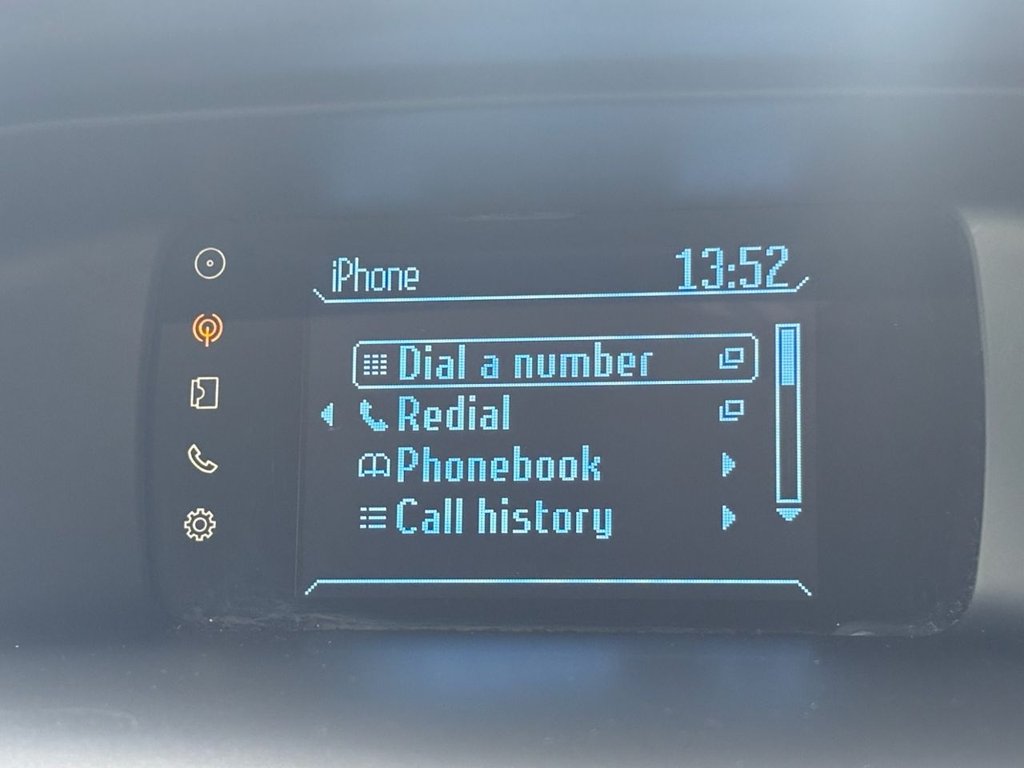 iPhone 13:52
Dial a number
Redial
Phonebook
Call history